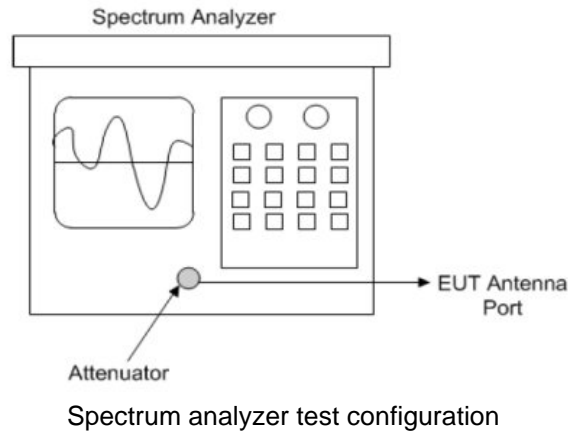 Spectrum Analyzer
EUT Antenna
Port
Attenuator
Spectrum analyzer test configuration